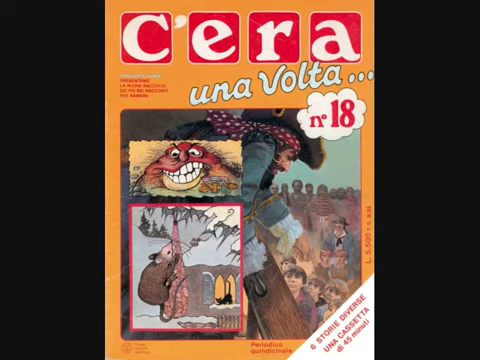 C'era
una volta...
n° 18
PRESENTANO
LA NUOVA RACCOLTA
DEI PIÙ BEI RACCONTI
PER BAMBINI
L. 5.500
6 STORIE DIVERSE
UNA CASSETTA
di 45 minuti
Periodico
quindicinale